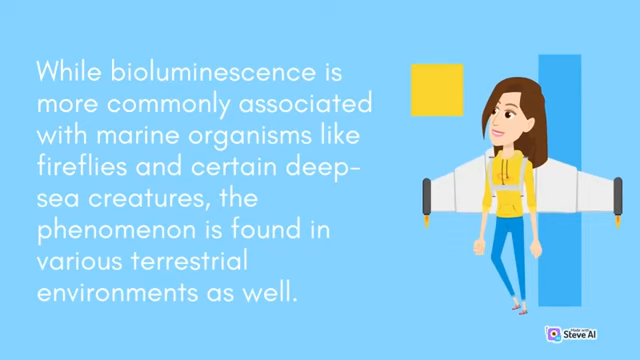 While bioluminescence is
more commonly associated
with marine organisms like
fireflies and certain deep-
sea creatures, the
phenomenon is found in
various terrestrial
environments as well.
Made with
Steve AI